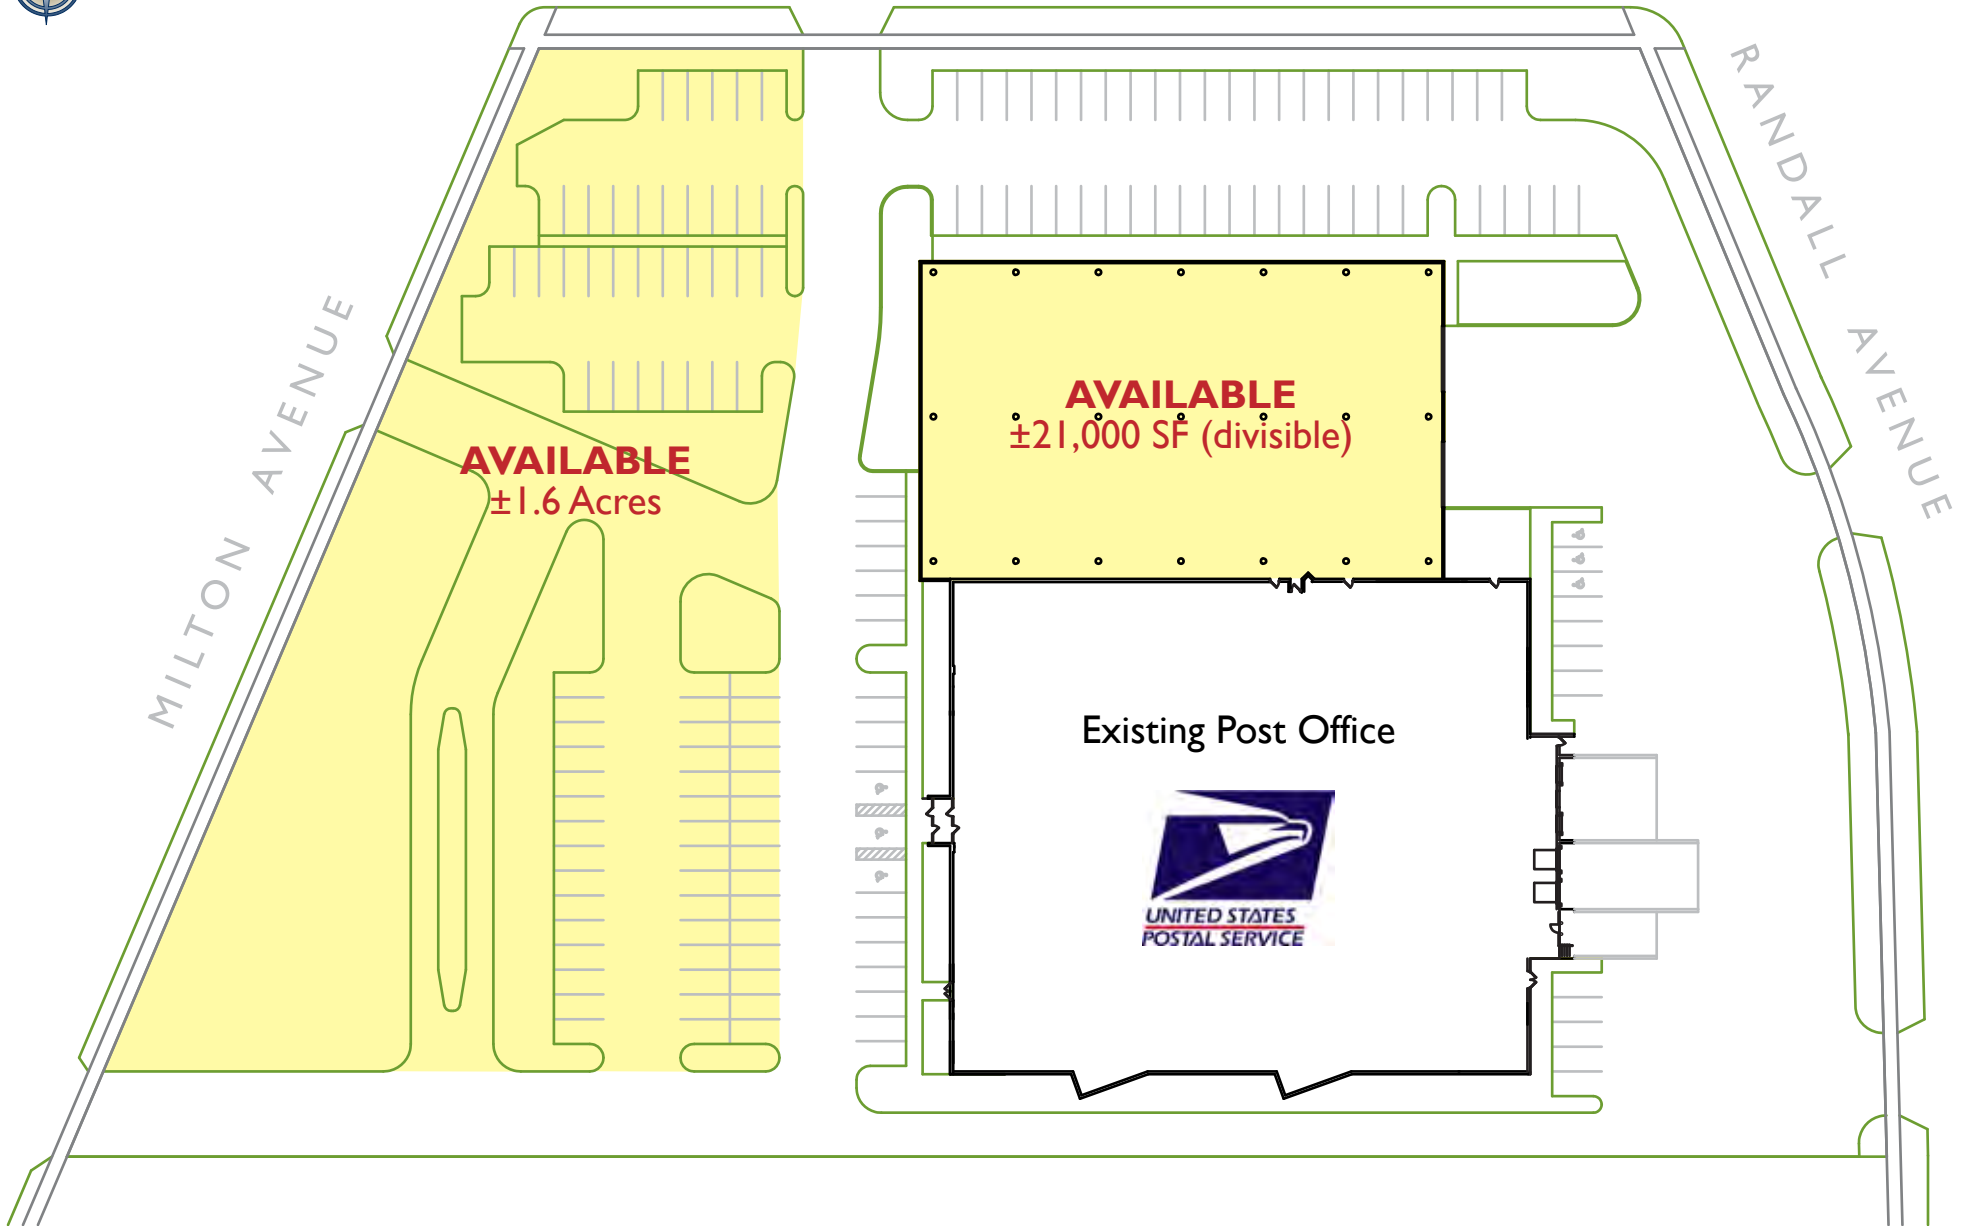 RANDALL AVENUE
MILTON AVENUE
AVAILABLE
±21,000 SF (divisible)
AVAILABLE
±1.6 Acres
Existing Post Office
UNITED STATES
POSTAL SERVICE